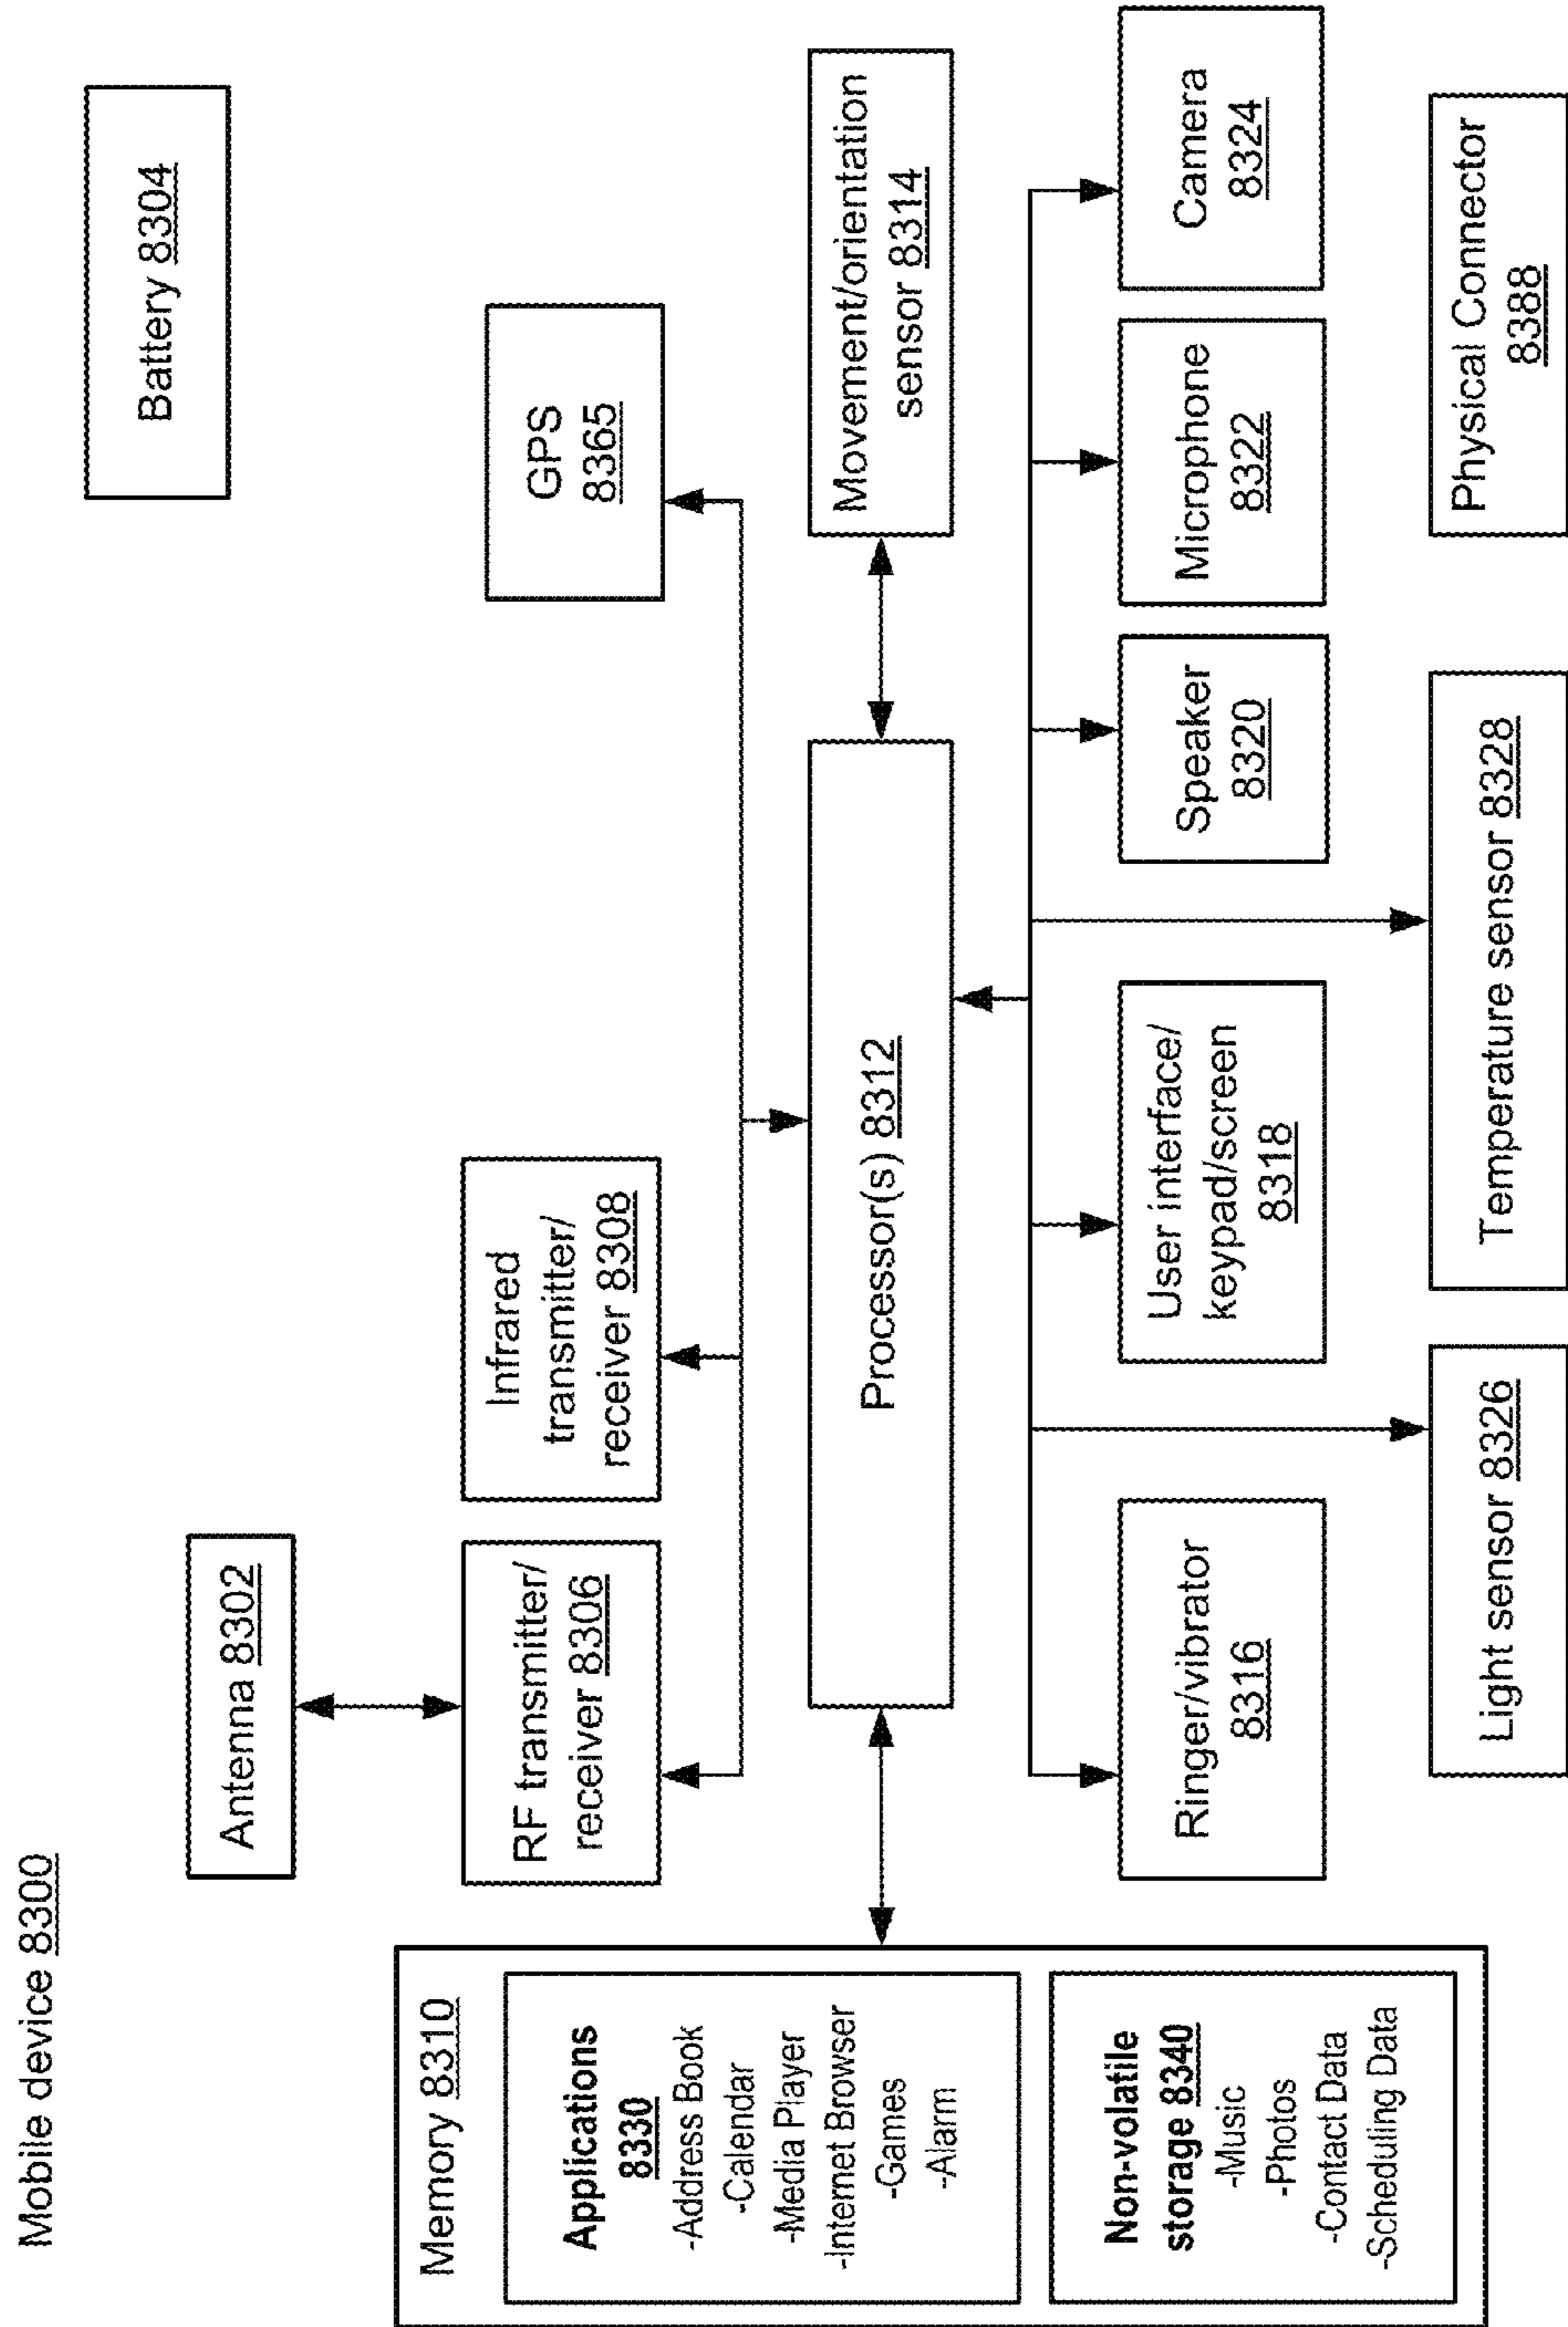 Mobile device 8300
Battery 8304
Antenna 8302
RF transmitter/
receiver 8306
Infrared
transmitter/
receiver 8308
GPS
8365
Memory 8310
Applications
8330
-Address Book
-Calendar
-Media Player
-Internet Browser
-Games
-Alarm
Non-volatile
storage 8340
-Music
-Photos
-Contact Data
-Scheduling Data
Processor(s) 8312
Movement/orientation
sensor 8314
Ringer/vibrator
8316
User interface/
keypad/screen
8318
Speaker
8320
Microphone
8322
Camera
8324
Light sensor 8326
Temperature sensor 8328
Physical Connector
8388